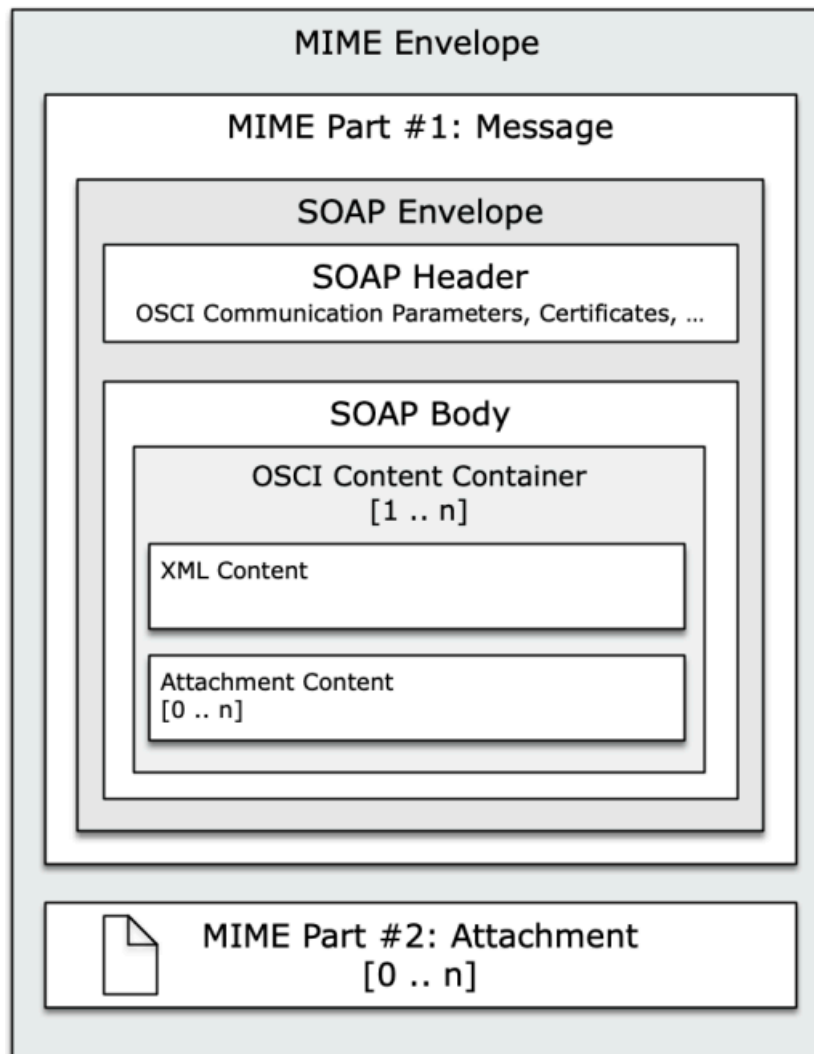 MIME Envelope
MIME Part #1: Message
SOAP Envelope
SOAP Header
OSCI Communication Parameters, Certificates, ...
SOAP Body
OSCI Content Container
[1 .. n]
XML Content
Attachment Content
[0 .. n]
MIME Part #2: Attachment
[0 .. n]